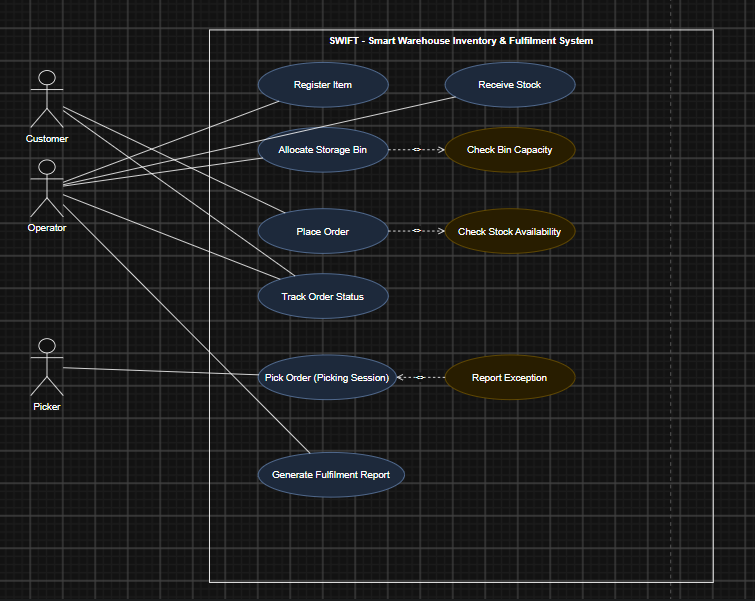 SWIFT - Smart Warehouse Inventory & Fulfilment System
Register Item
Receive Stock
Customer
Allocate Storage Bin
<>
Check Bin Capacity
Operator
Place Order
<>
Check Stock Availability
Track Order Status
Pick Order (Picking Session)
<>
Report Exception
Picker
Generate Fulfilment Report